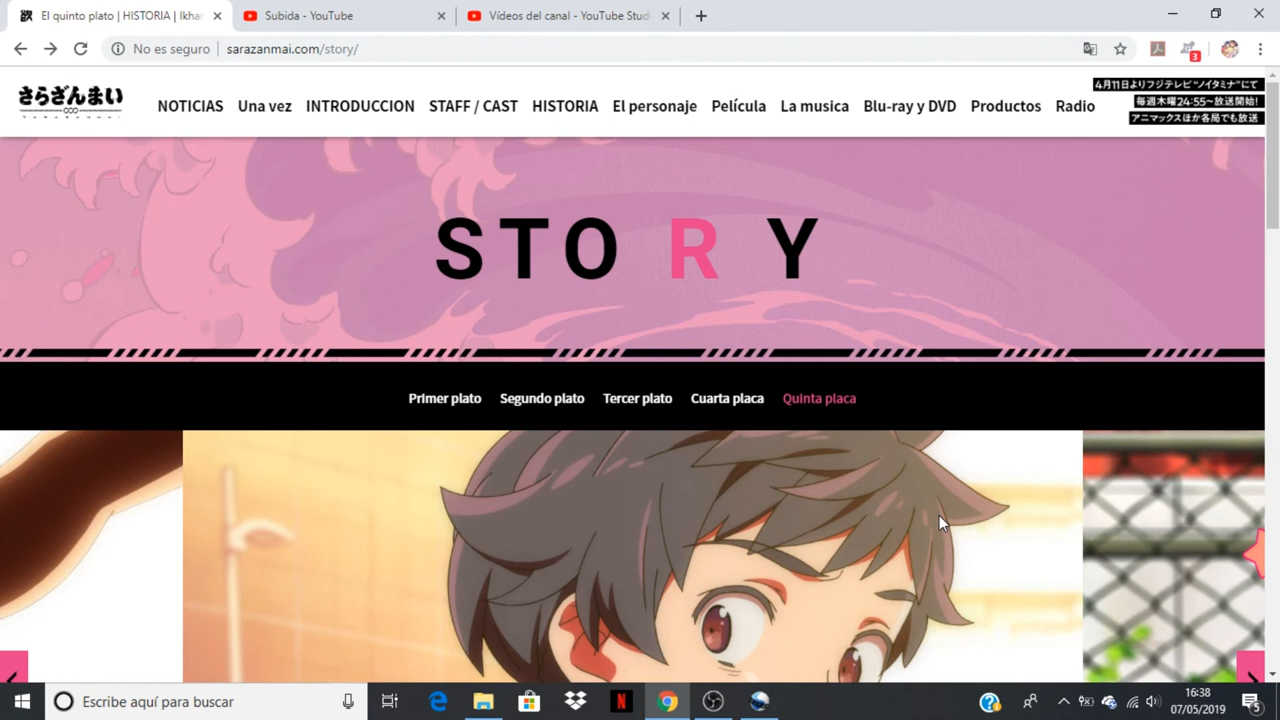 El quinto plato | HISTORIA | Ikhar
Subida - YouTube
Vídeos del canal - YouTube Stud
No es seguro
sarazanmai.com/story/
3
さらざんまい
NOTICIAS Una vez INTRODUCCION STAFF / CAST HISTORIA El personaje Película La musica Blu-ray y DVD Productos Radio
4月11日よりフジテレビ"ノイタミナ"にて
毎週木曜24:55~放送開始!
アニマックスほか各局でも放送
STORY
Primer plato Segundo plato Tercer plato Cuarta placa Quinta placa
Escribe aquí para buscar
16:38
07/05/2019
5